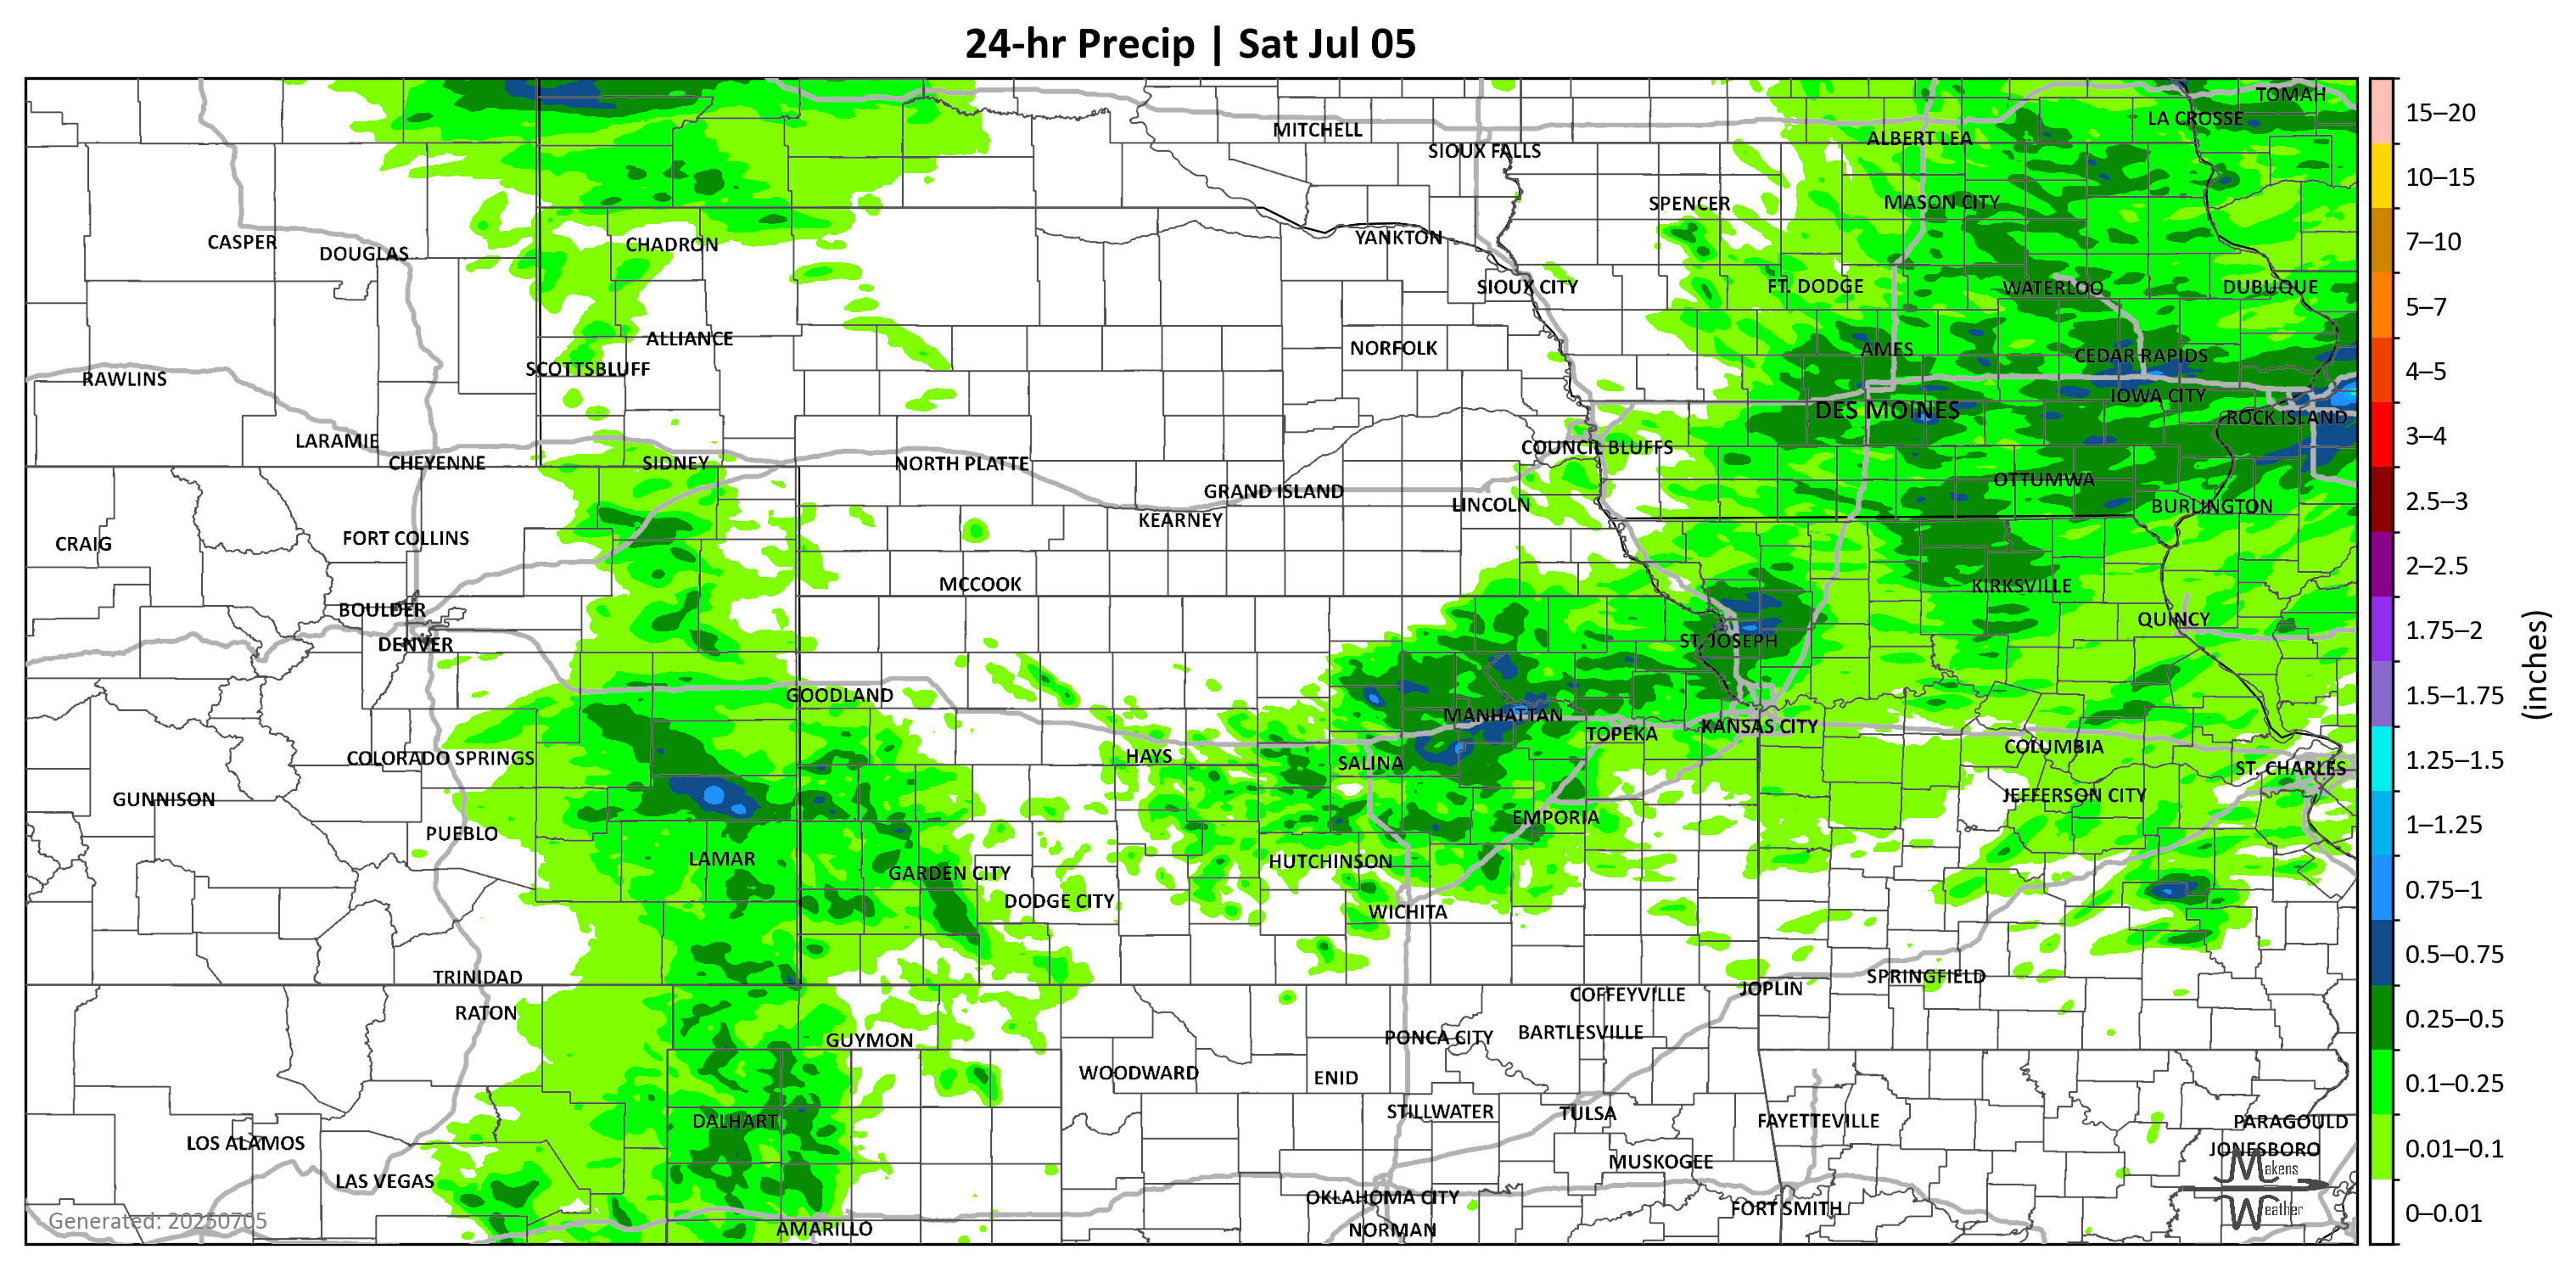 24-hr Precip | Sat Jul 05
TOMAH
LA CROSSE
MITCHELL
ALBERT LEA
SIOUX FALLS
SPENCER
MASON CITY
CASPER
DOUGLAS
CHADRON
YANKTON
SIOUX CITY
FT. DODGE
WATERLOO
DUBUQUE
ALLIANCE
NORFOLK
AMES
CEDAR RAPIDS
SCOTTSBLUFF
RAWLINS
IOWA CITY
DES MOINES
ROCK ISLAND
LARAMIE
COUNCIL BLUFFS
CHEYENNE
SIDNEY
NORTH PLATTE
OTTUMWA
GRAND ISLAND
LINCOLN
BURLINGTON
KEARNEY
FORT COLLINS
CRAIG
MCCOOK
KIRKSVILLE
BOULDER
QUINCY
DENVER
ST. JOSEPH
GOODLAND
MANHATTAN
KANSAS CITY
TOPEKA
COLUMBIA
HAYS
COLORADO SPRINGS
SALINA
ST. CHARLES
GUNNISON
JEFFERSON CITY
EMPORIA
PUEBLO
LAMAR
HUTCHINSON
GARDEN CITY
DODGE CITY
WICHITA
TRINIDAD
SPRINGFIELD
JOPLIN
COFFEYVILLE
RATON
BARTLESVILLE
PONCA CITY
GUYMON
WOODWARD
ENID
STILLWATER
TULSA
DALHART
FAYETTEVILLE
PARAGOULD
LOS ALAMOS
JONESBORO
MUSKOGEE
LAS VEGAS
OKLAHOMA CITY
FORT SMITH
AMARILLO
NORMAN
Generated: 20250705
Makens
Weather
15–20
10–15
7–10
5–7
4–5
3–4
2.5–3
2–2.5
1.75–2
1.5–1.75
1.25–1.5
1–1.25
0.75–1
0.5–0.75
0.25–0.5
0.1–0.25
0.01–0.1
0–0.01
(inches)